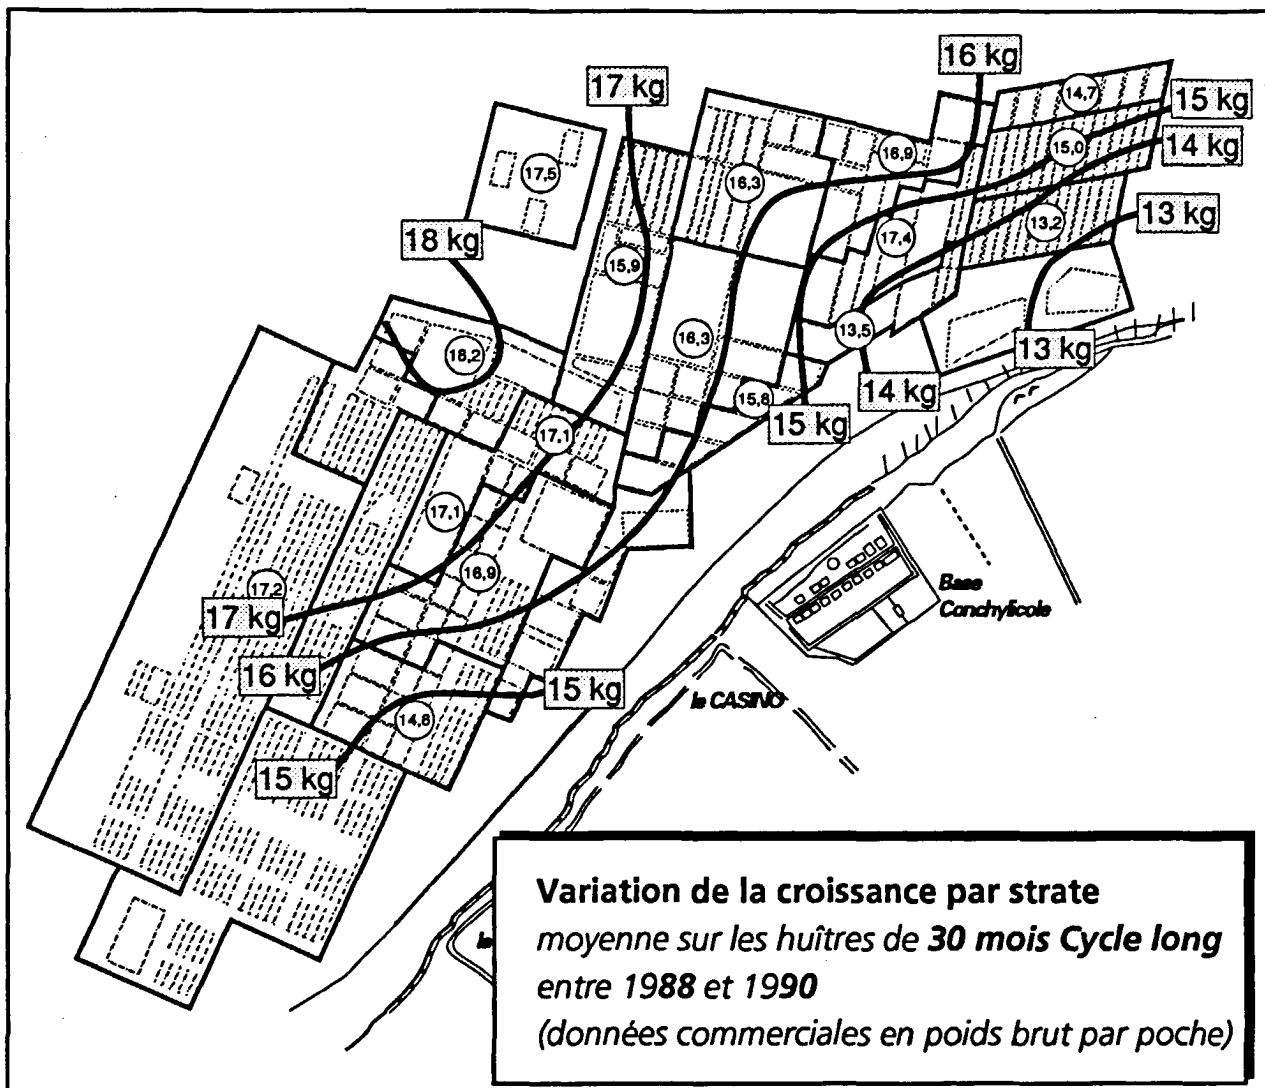 16 kg
17 kg
14,7
15 kg
15,0
14 kg
16,9
16,3
17,5
13,2
13 kg
17,4
18 kg
15,9
13,5
16,3
13 kg
18,2
14 kg
15,8
15 kg
17,1
17,1
16,9
17,2
17 kg
Base
Conchylicole
16 kg
15 kg
le CASINO
14,8
15 kg
le
Variation de la croissance par strate
moyenne sur les huîtres de 30 mois Cycle long
entre 1988 et 1990
(données commerciales en poids brut par poche)